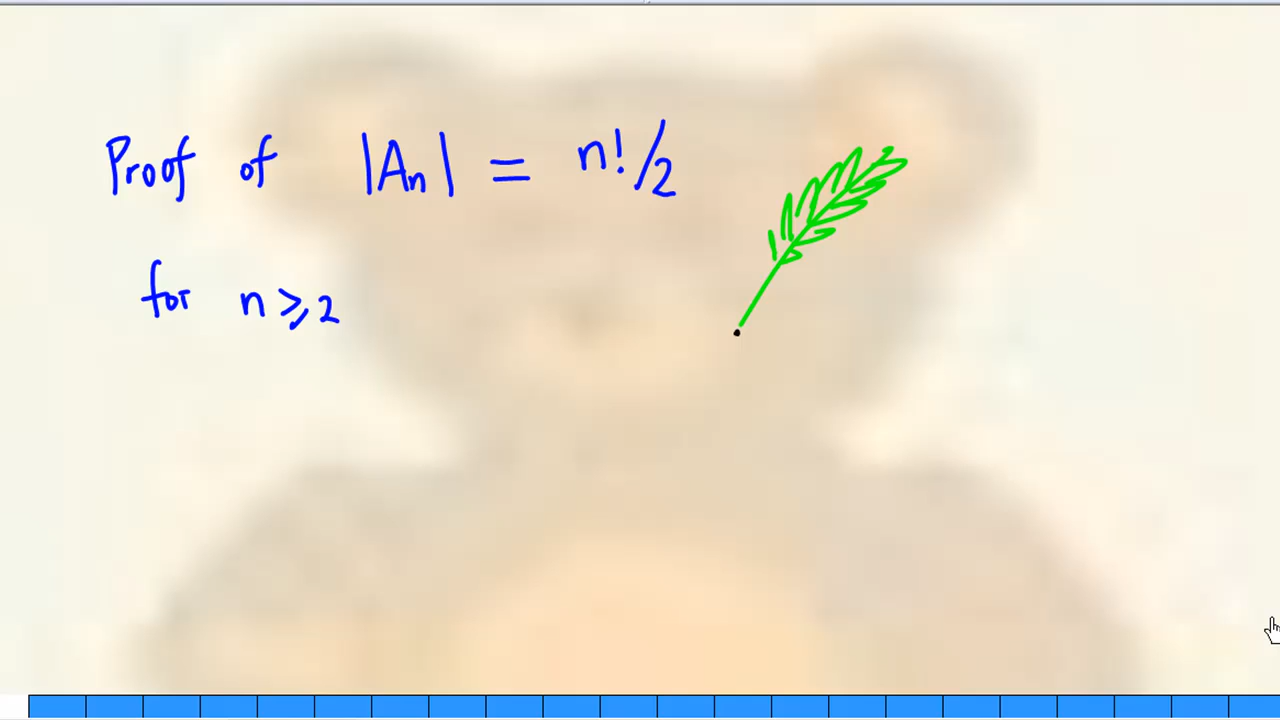 Proof of |Aₙ| = n!/2
for n ⩾ 2